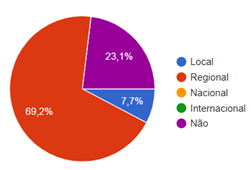 23,1%
7,7%
69,2%
Local
Regional
Nacional
Internacional
Não